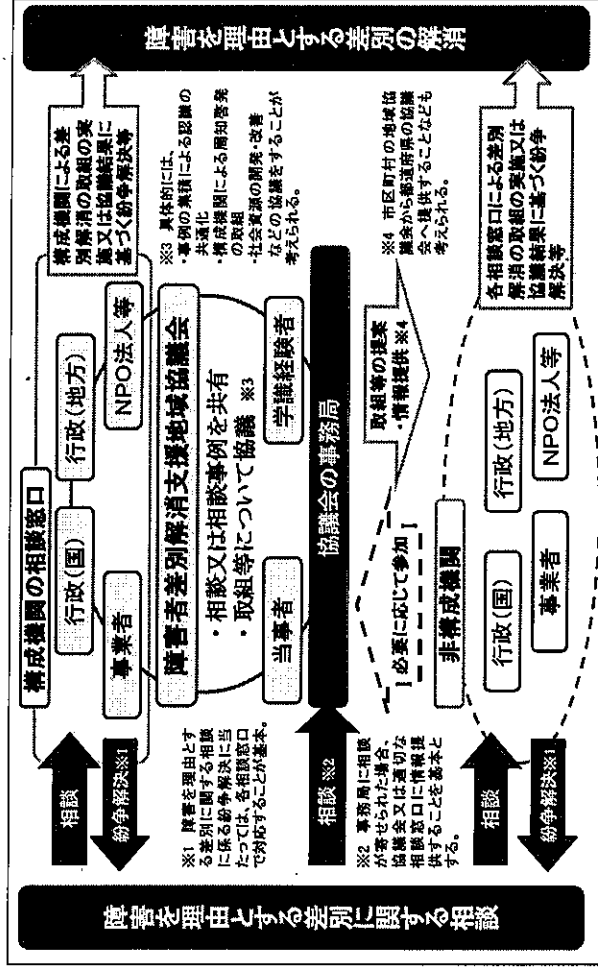 障害を理由とする差別に関する相談
相談
紛争解決※1
※1 障害を理由とす
る差別に関する相談
に係る紛争解決に当
たっては、各相談窓口
で対応することが基本。
相談 ※2
※2 事務局に相談
が寄せられた場合、
協議会又は適切な
相談窓口に情報提
供することを基本と
する。
相談
紛争解決※1
構成機関の相談窓口
行政(国)
行政(地方)
事業者
NPO法人等
障害者差別解消支援地域協議会
・相談又は相談事例を共有
・取組等について協議 ※3
当事者
学識経験者
協議会の事務局
【必要に応じて参加】
取組等の提案
・情報提供 ※4
非構成機関
行政(国)
行政(地方)
事業者
NPO法人等
構成機関による差
別解消の取組の実
施又は協議結果に
基づく紛争解決等
※3 具体的には、
・事例の集積による認識の
共通化
・構成機関による周知啓発
の取組
・社会資源の開発・改善
などの協議をすることが
考えられる。
※4 市区町村の地域協
議会から都道府県の協議
会へ提供することなども
考えられる。
各相談窓口による差別
解消の取組の実施又は
協議結果に基づく紛争
解決等
障害を理由とする差別の解消